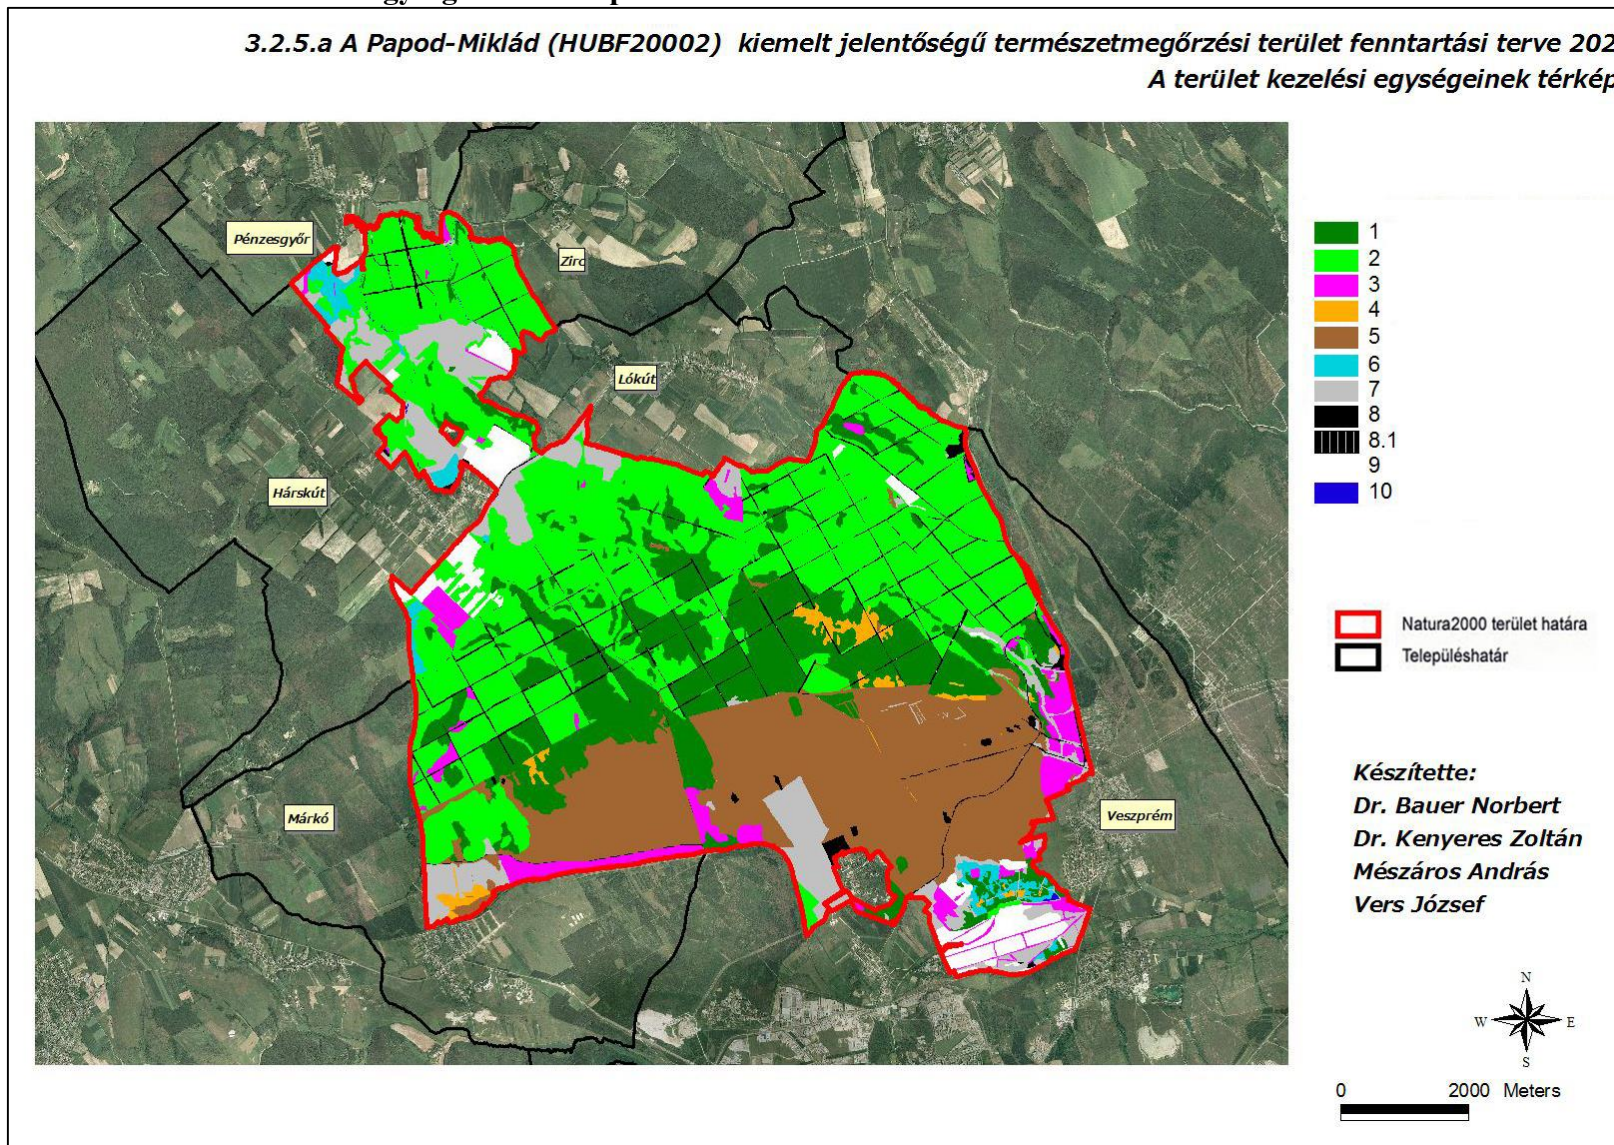 3.2.5.a A Papod-Miklád (HUBF20002) kiemelt jelentőségű természetmegőrzési terület fenntartási terve 202
A terület kezelési egységeinek térkép
Pénzesgyőr
Zirc
Lókút
Hárskút
Márkó
Veszprém
1
2
3
4
5
6
7
8
8.1
9
10
Natura2000 terület határa
Településhatár
Készítette:
Dr. Bauer Norbert
Dr. Kenyeres Zoltán
Mészáros András
Vers József
N
W E
S
0 2000 Meters